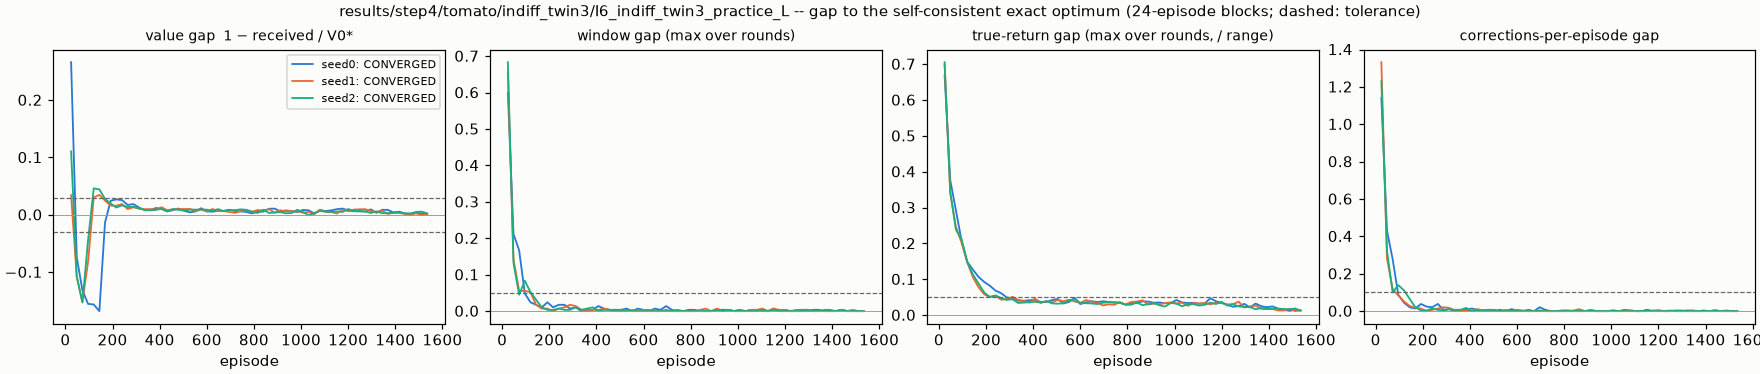 results/step4/tomato/indiff_twin3/l6_indiff_twin3_practice_L -- gap to the self-consistent exact optimum (24-episode blocks; dashed: tolerance)
value gap  1 − received / V0*
window gap (max over rounds)
true-return gap (max over rounds, / range)
corrections-per-episode gap
seed0: CONVERGED
seed1: CONVERGED
seed2: CONVERGED
0.2
0.1
0.0
−0.1
0 200 400 600 800 1000 1200 1400 1600
episode
0.7
0.6
0.5
0.4
0.3
0.2
0.1
0.0
0 200 400 600 800 1000 1200 1400 1600
episode
0.7
0.6
0.5
0.4
0.3
0.2
0.1
0.0
0 200 400 600 800 1000 1200 1400 1600
episode
1.4
1.2
1.0
0.8
0.6
0.4
0.2
0.0
0 200 400 600 800 1000 1200 1400 160
episode